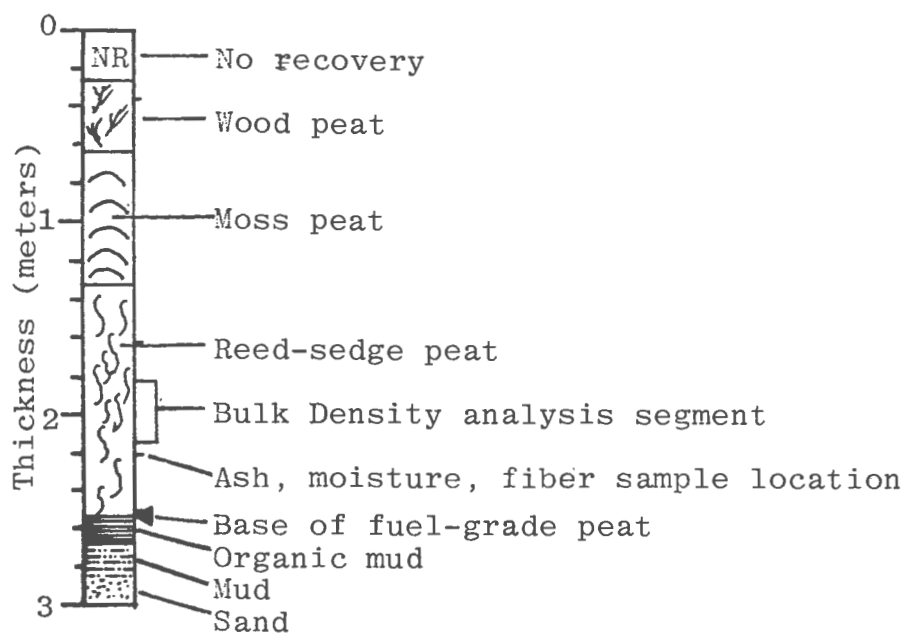 0
NR
No recovery
Wood peat
Thickness (meters)
1
Moss peat
Reed-sedge peat
2
Bulk Density analysis segment
Ash, moisture, fiber sample location
Base of fuel-grade peat
Organic mud
Mud
3
Sand